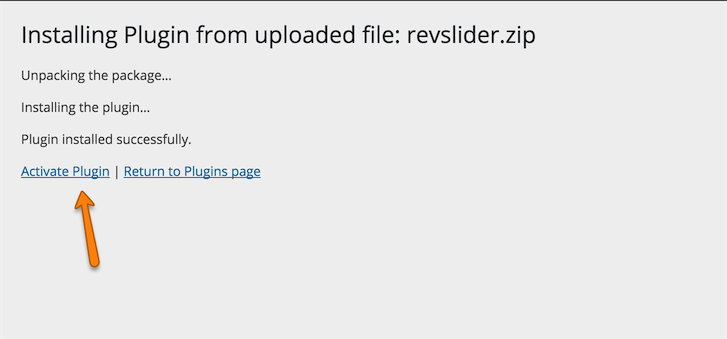 Installing Plugin from uploaded file: revslider.zip
Unpacking the package...
Installing the plugin...
Plugin installed successfully.
Activate Plugin | Return to Plugins page